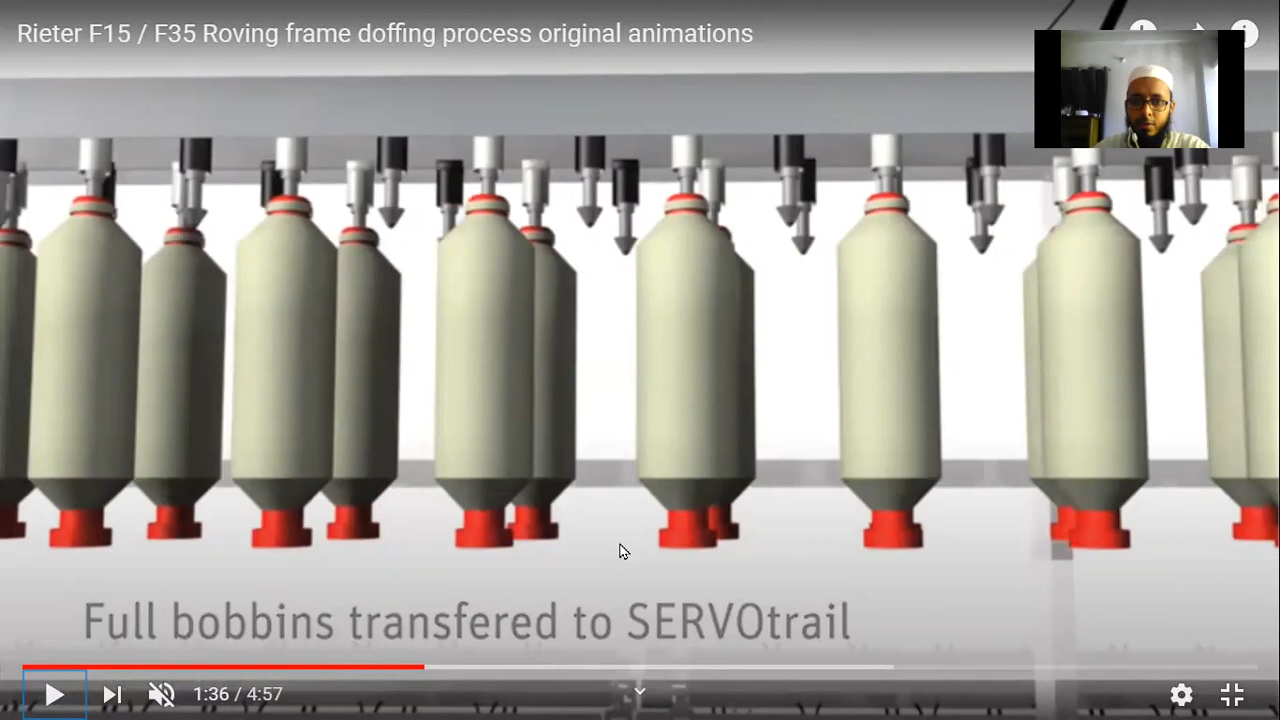 Rieter F15 / F35 Roving frame doffing process original animations
Full bobbins transfered to SERVOtrail
1:36 / 4:57